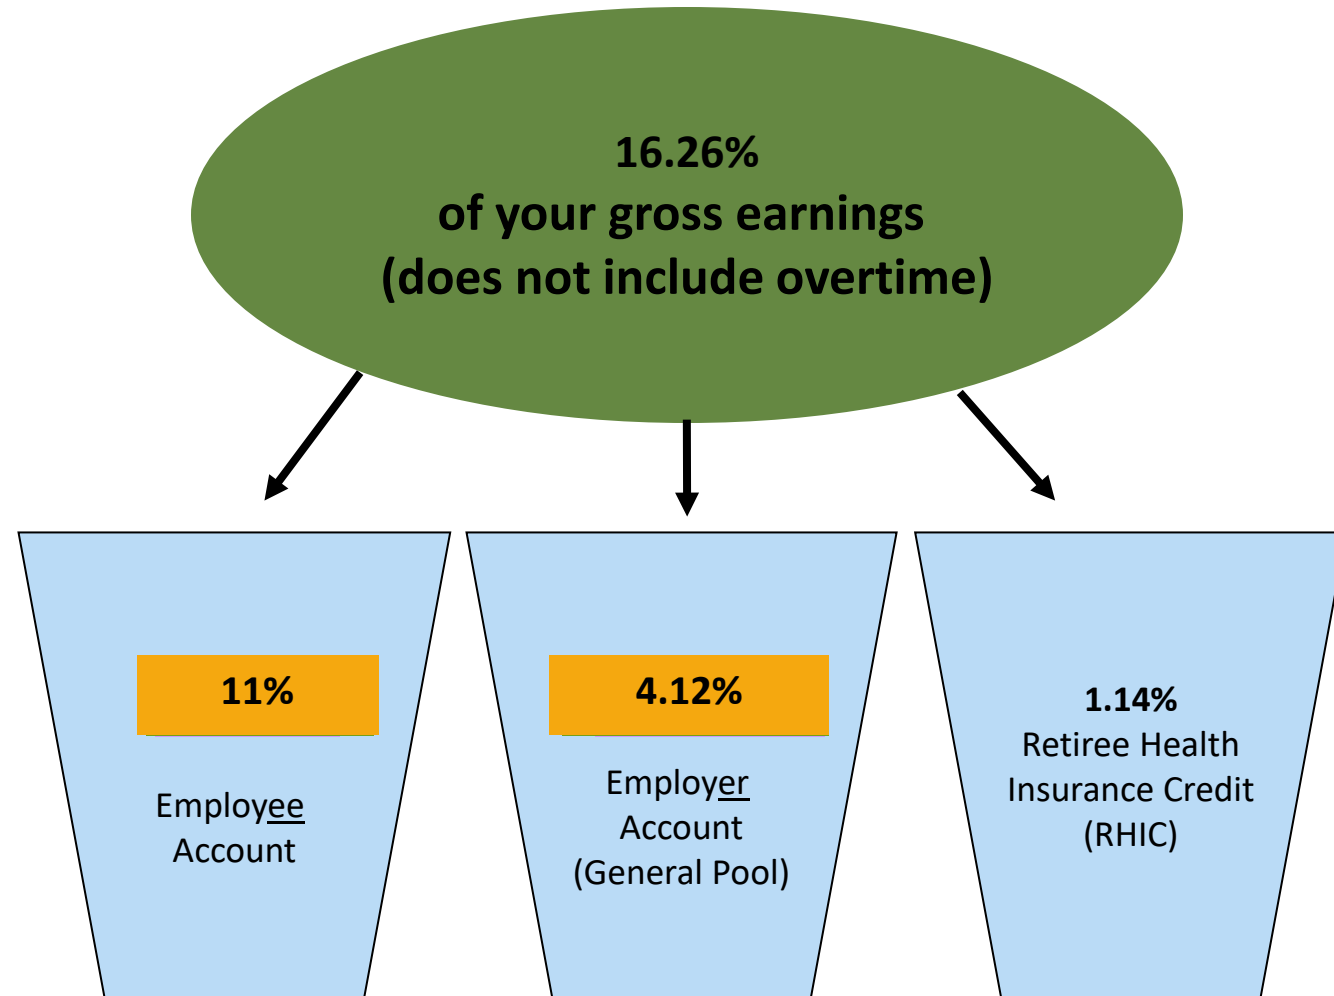 16.26%
of your gross earnings
(does not include overtime)
11%
Employee
Account
4.12%
Employer
Account
(General Pool)
1.14%
Retiree Health
Insurance Credit
(RHIC)